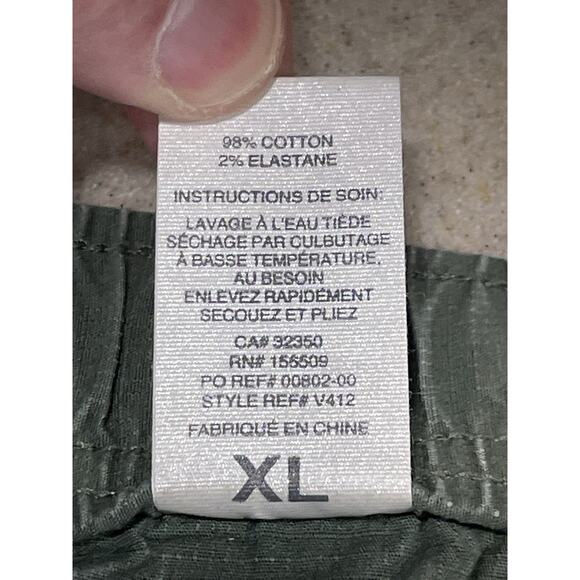 98% COTTON
2% ELASTANE
INSTRUCTIONS DE SOIN:
LAVAGE À L'EAU TIÈDE
SÉCHAGE PAR CULBUTAGE
À BASSE TEMPÉRATURE,
AU BESOIN
ENLEVEZ RAPIDEMENT
SECOUEZ ET PLIEZ
CA# 32350
RN# 156509
PO REF# 00802-00
STYLE REF# V412
FABRIQUÉ EN CHINE
XL